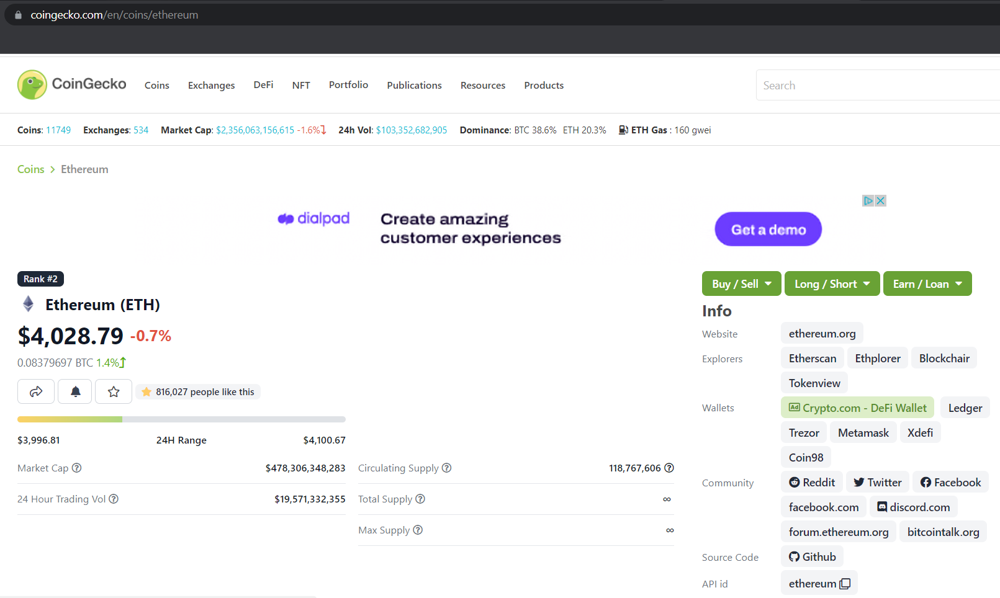 coingecko.com/en/coins/ethereum
CoinGecko Coins Exchanges DeFi NFT Portfolio Publications Resources Products Search
Coins: 11749 Exchanges: 534 Market Cap: $2,356,063,156,615 -1.6% 24h Vol: $103,352,682,905 Dominance: BTC 38.6% ETH 20.3% ETH Gas : 160 gwei
Coins > Ethereum
dialpad
Create amazing
customer experiences
Get a demo
Rank #2
Ethereum (ETH)
$4,028.79 -0.7%
0.08379697 BTC 1.4%
816,027 people like this
$3,996.81 24H Range $4,100.67
Market Cap $478,306,348,283
24 Hour Trading Vol $19,571,332,355
Circulating Supply 118,767,606
Total Supply ∞
Max Supply ∞
Buy / Sell Long / Short Earn / Loan
Info
Website ethereum.org
Explorers Etherscan Ethplorer Blockchair
Tokenview
Wallets Ad Crypto.com - DeFi Wallet Ledger
Trezor Metamask Xdefi
Coin98
Community Reddit Twitter Facebook
facebook.com discord.com
forum.ethereum.org bitcointalk.org
Source Code Github
API id ethereum